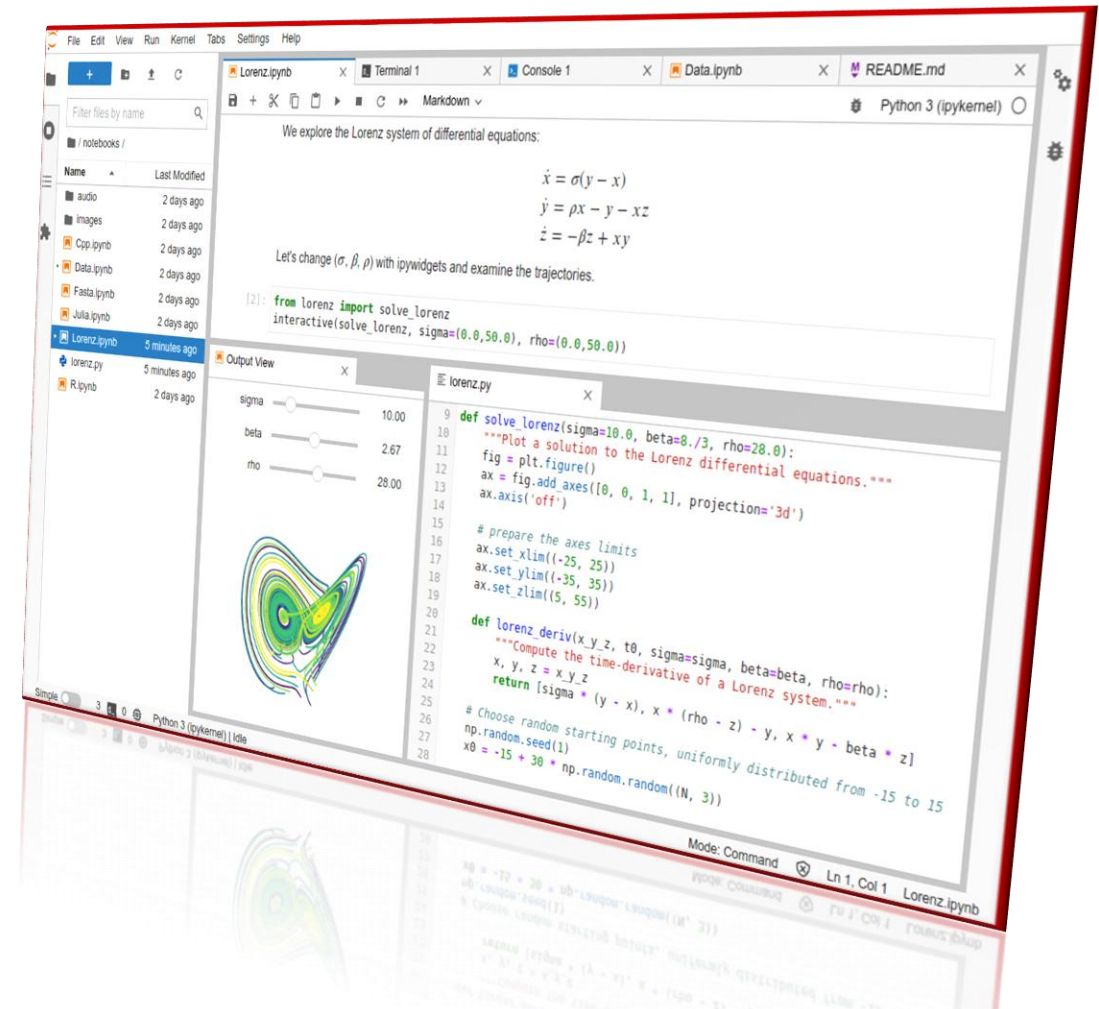 File Edit View Run Kernel Tabs Settings Help
+
Filter files by name
/ notebooks /
Name Last Modified
audio 2 days ago
images 2 days ago
Cpp.ipynb 2 days ago
Data.ipynb 2 days ago
Fasta.ipynb 2 days ago
Julia.ipynb 2 days ago
Lorenz.ipynb 5 minutes ago
lorenz.py 5 minutes ago
R.ipynb 2 days ago
Lorenz.ipynb X Terminal 1 X Console 1 X Data.ipynb X README.md X
Markdown Python 3 (ipykernel)
We explore the Lorenz system of differential equations:
ẋ = σ(y − x)
ẏ = ρx − y − xz
ż = −βz + xy
Let's change (σ, β, ρ) with ipywidgets and examine the trajectories.
[2]: from lorenz import solve_lorenz
interactive(solve_lorenz, sigma=(0.0,50.0), rho=(0.0,50.0))
Output View X
sigma 10.00
beta 2.67
rho 28.00
lorenz.py X
9 def solve_lorenz(sigma=10.0, beta=8./3, rho=28.0):
10 """Plot a solution to the Lorenz differential equations."""
11 fig = plt.figure()
12 ax = fig.add_axes([0, 0, 1, 1], projection='3d')
13 ax.axis('off')
14
15 # prepare the axes limits
16 ax.set_xlim((-25, 25))
17 ax.set_ylim((-35, 35))
18 ax.set_zlim((5, 55))
19
20 def lorenz_deriv(x_y_z, t0, sigma=sigma, beta=beta, rho=rho):
21 """Compute the time-derivative of a Lorenz system."""
22 x, y, z = x_y_z
23 return [sigma * (y - x), x * (rho - z) - y, x * y - beta * z]
24
25 # Choose random starting points, uniformly distributed from -15 to 15
26 np.random.seed(1)
27 x0 = -15 + 30 * np.random.random((N, 3))
28
Simple 3 0 Python 3 (ipykernel) | Idle
Mode: Command Ln 1, Col 1 Lorenz.ipynb